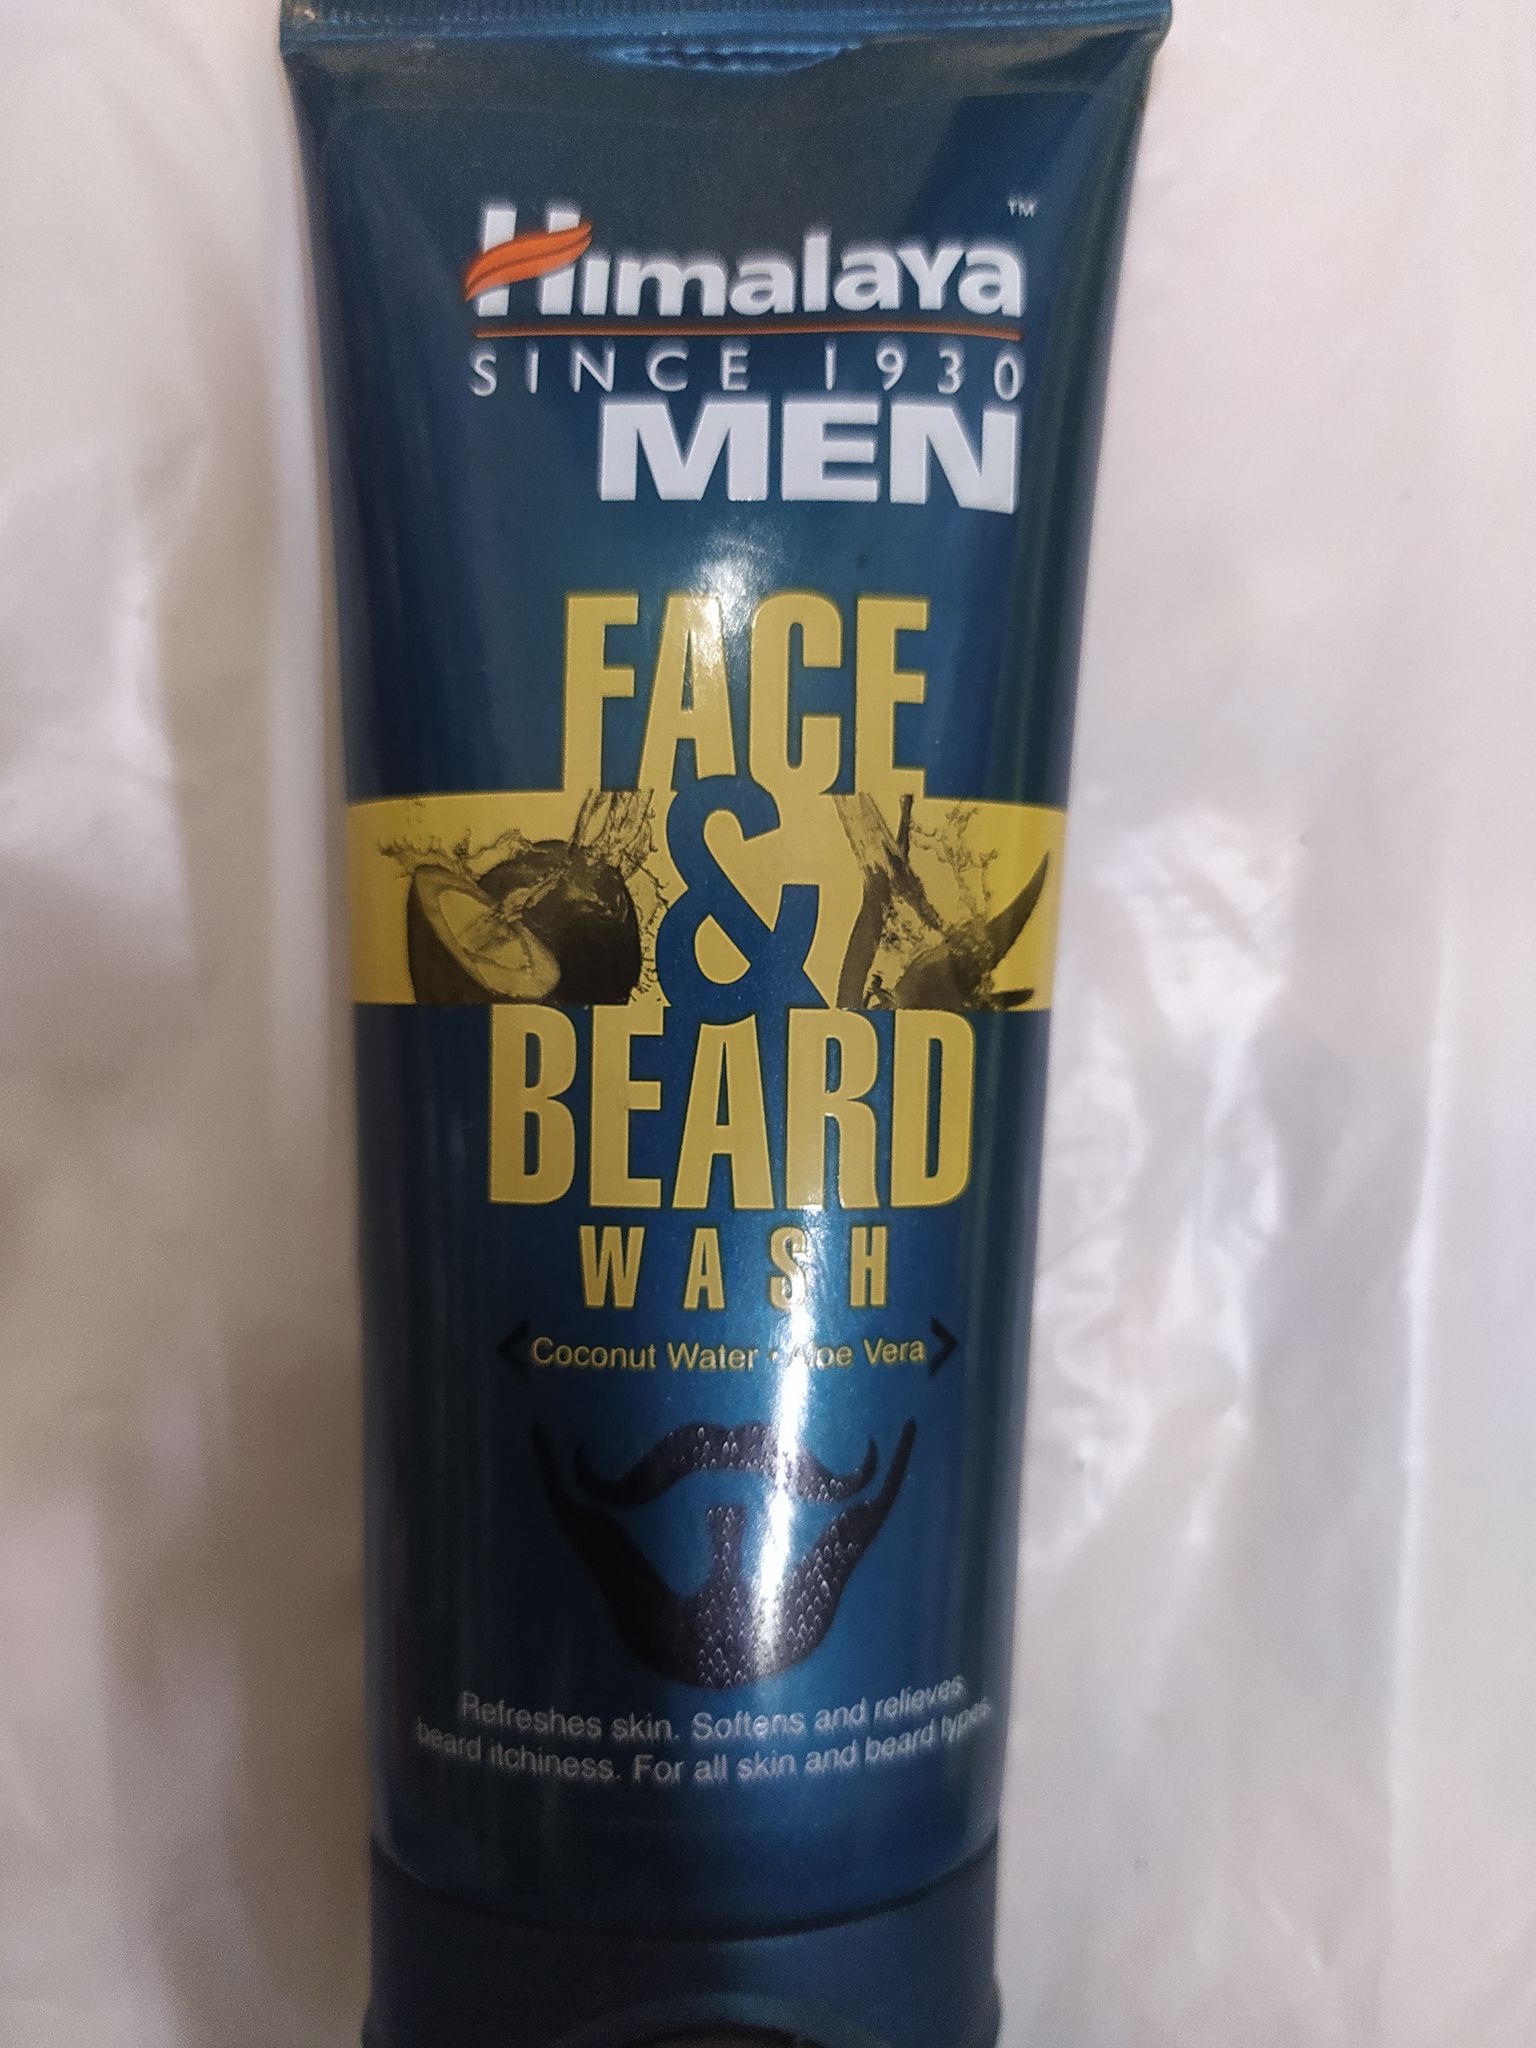 Himalaya™
SINCE 1930
MEN
FACE
&
BEARD
WASH
Coconut Water • Aloe Vera
Refreshes skin. Softens and relieves
beard itchiness. For all skin and beard types.